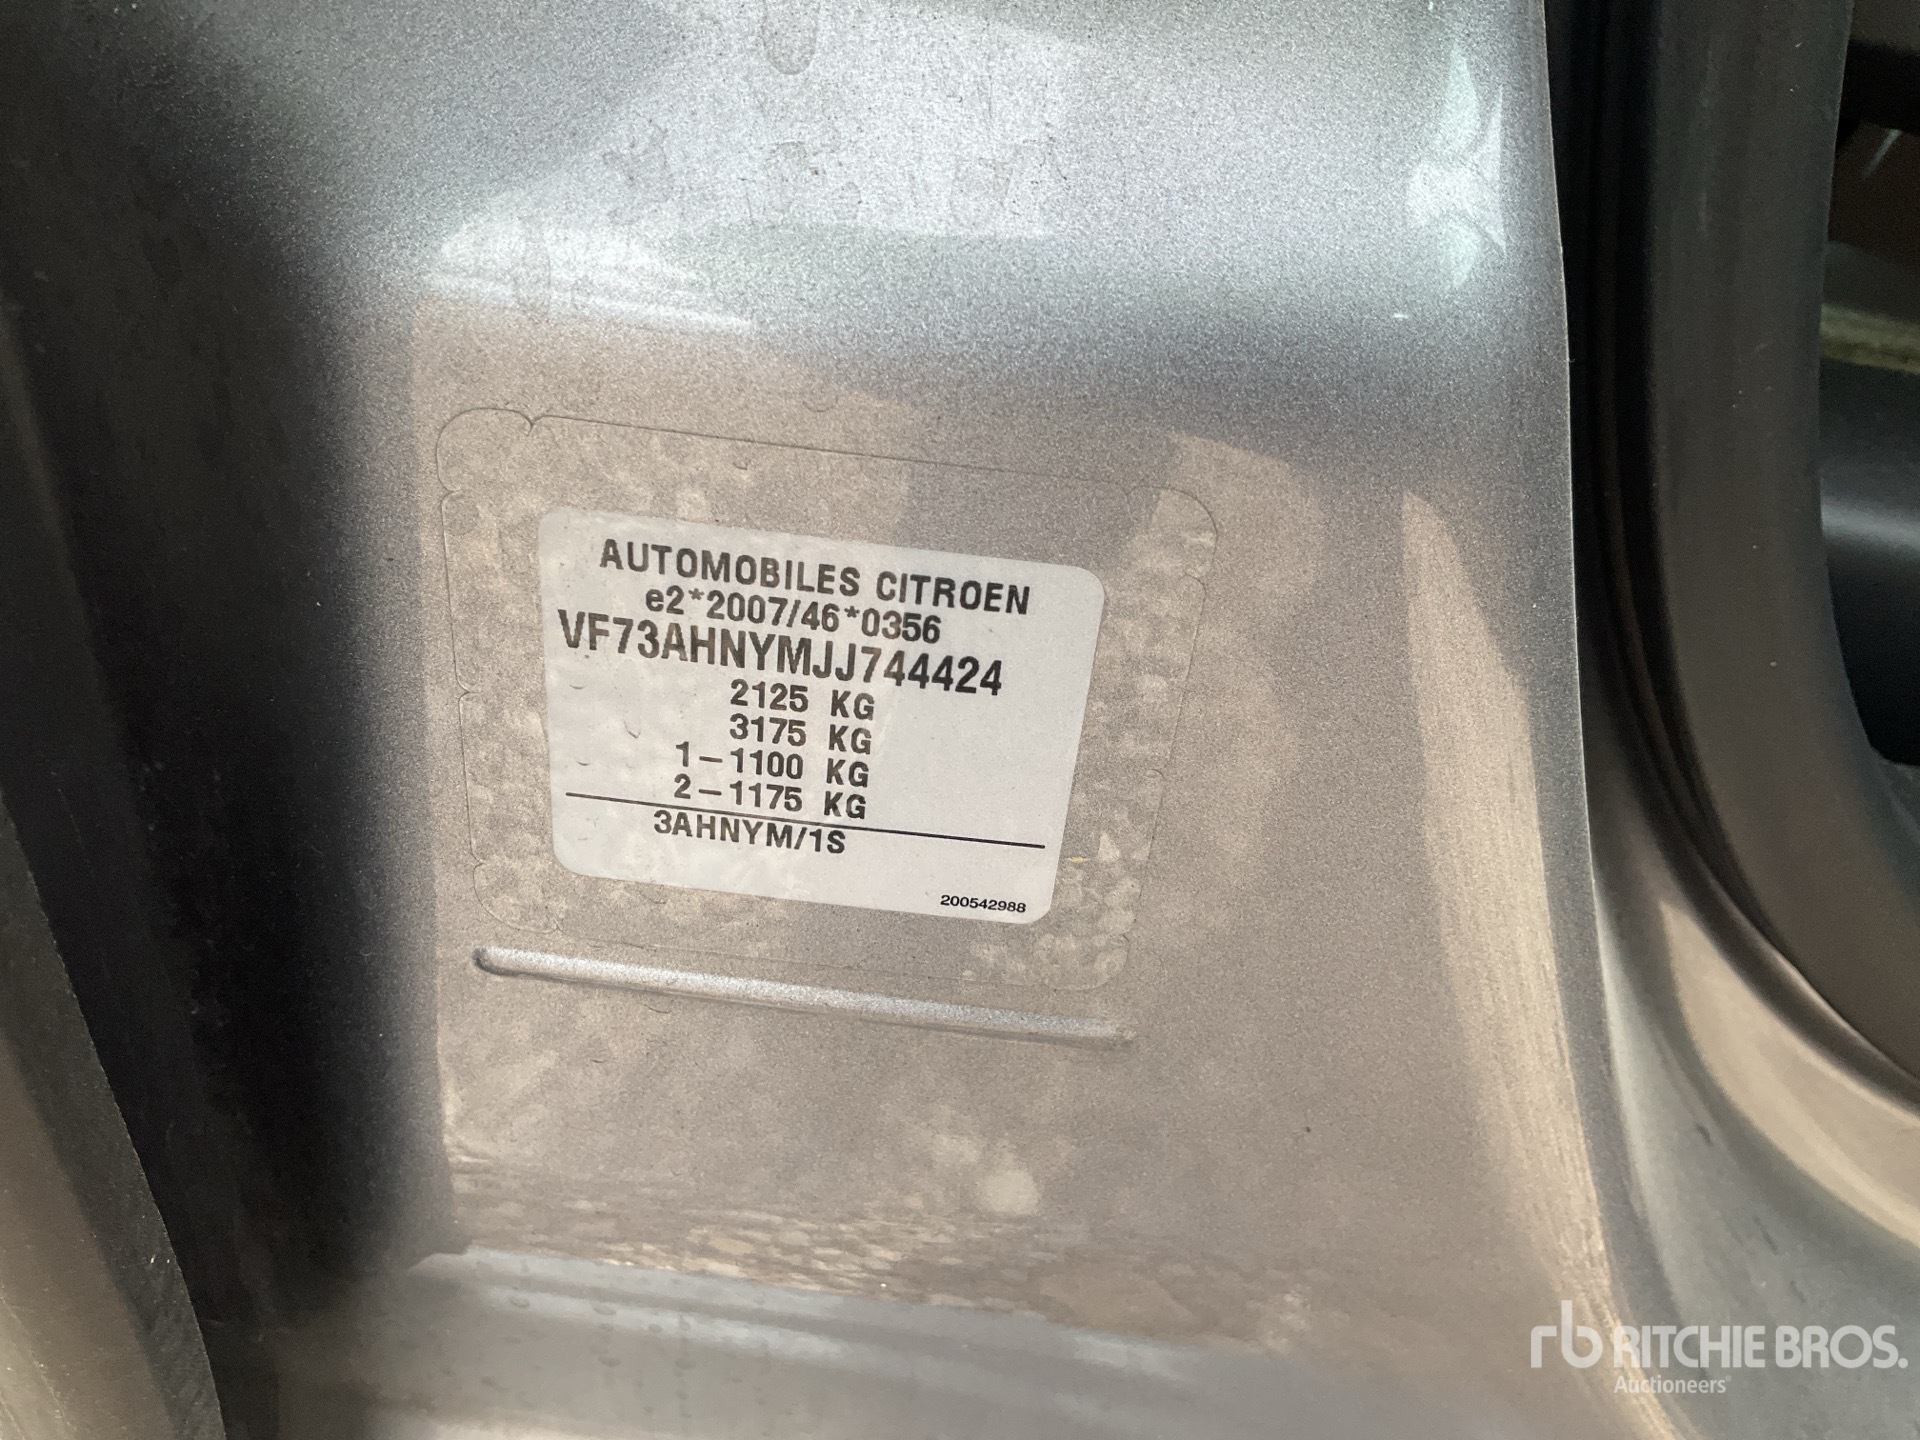 AUTOMOBILES CITROEN
e2*2007/46*0356
VF73AHNYMJJ744424
2125 KG
3175 KG
1-1100 KG
2-1175 KG
3AHNYM/1S
200542988
rb RITCHIE BROS.
Auctioneers